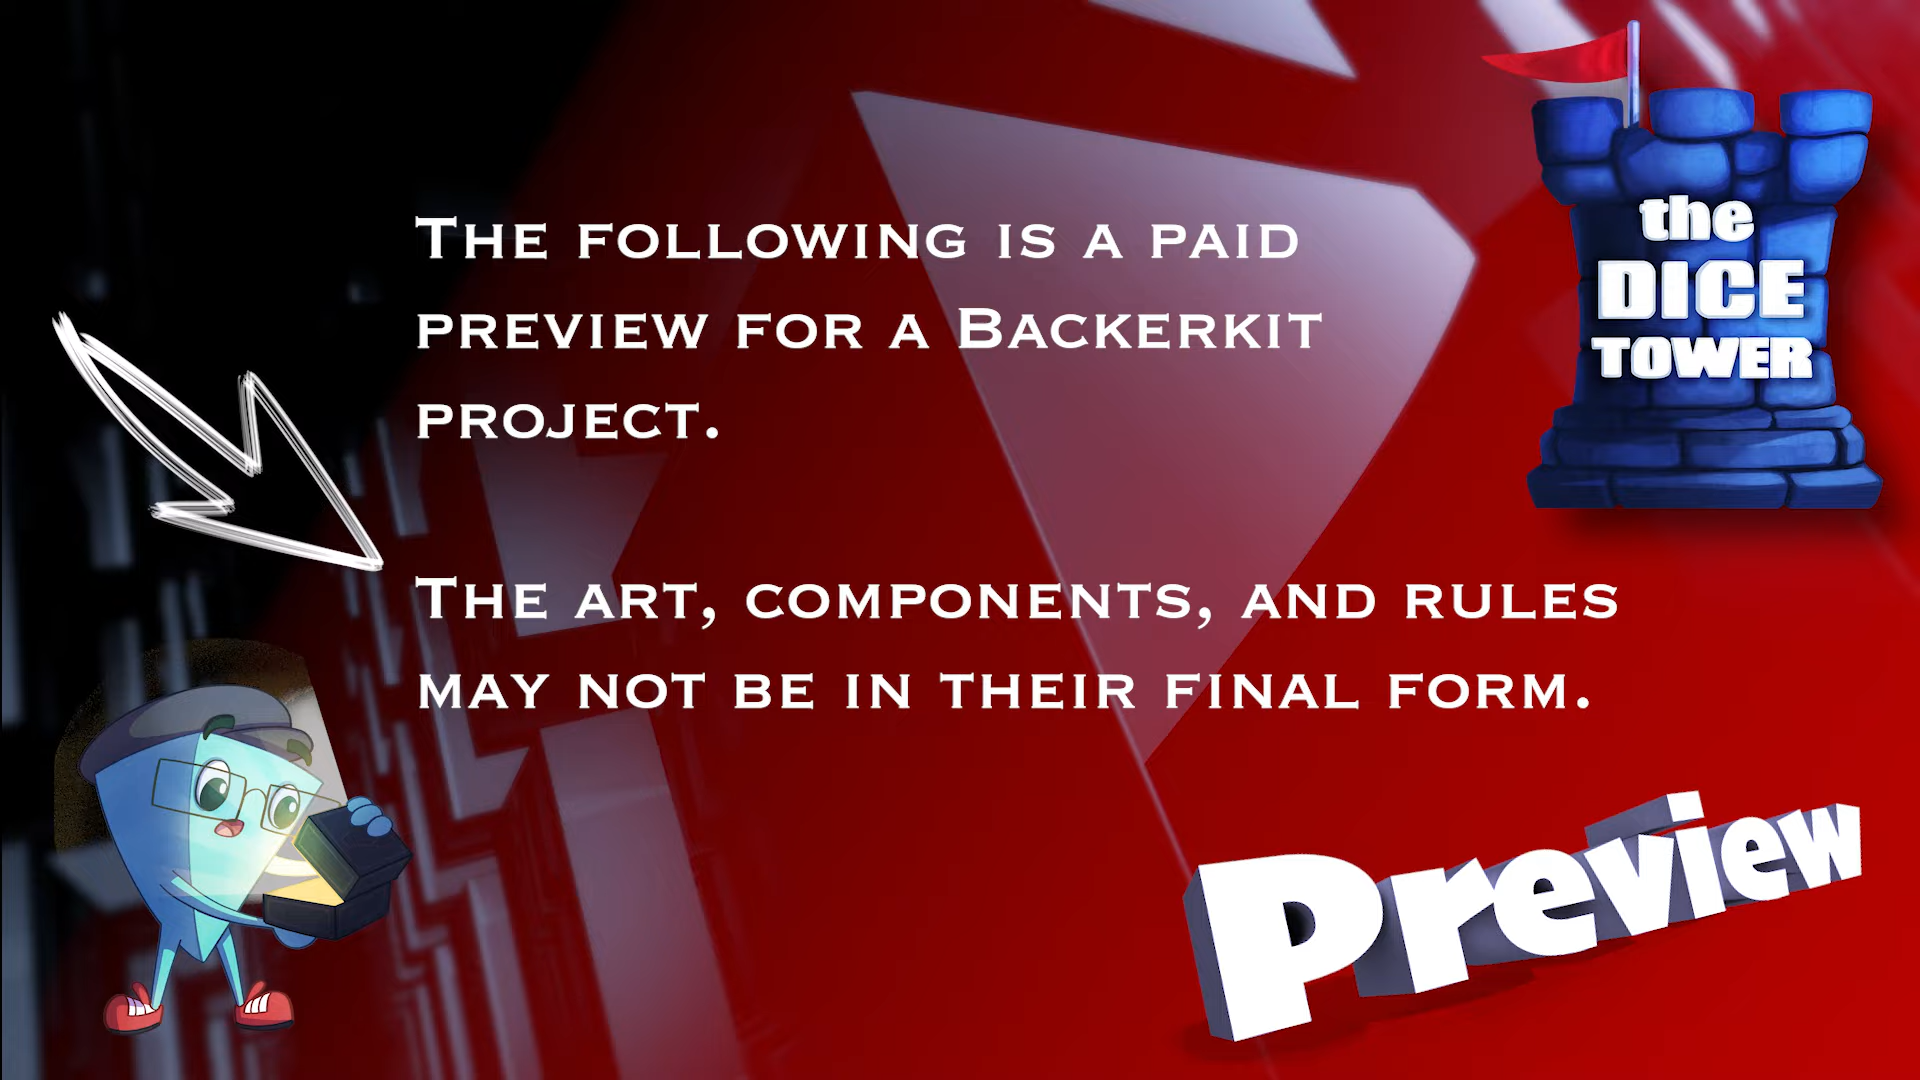 The following is a paid
preview for a Backerkit
project.
The art, components, and rules
may not be in their final form.
the
DICE
TOWER
Preview